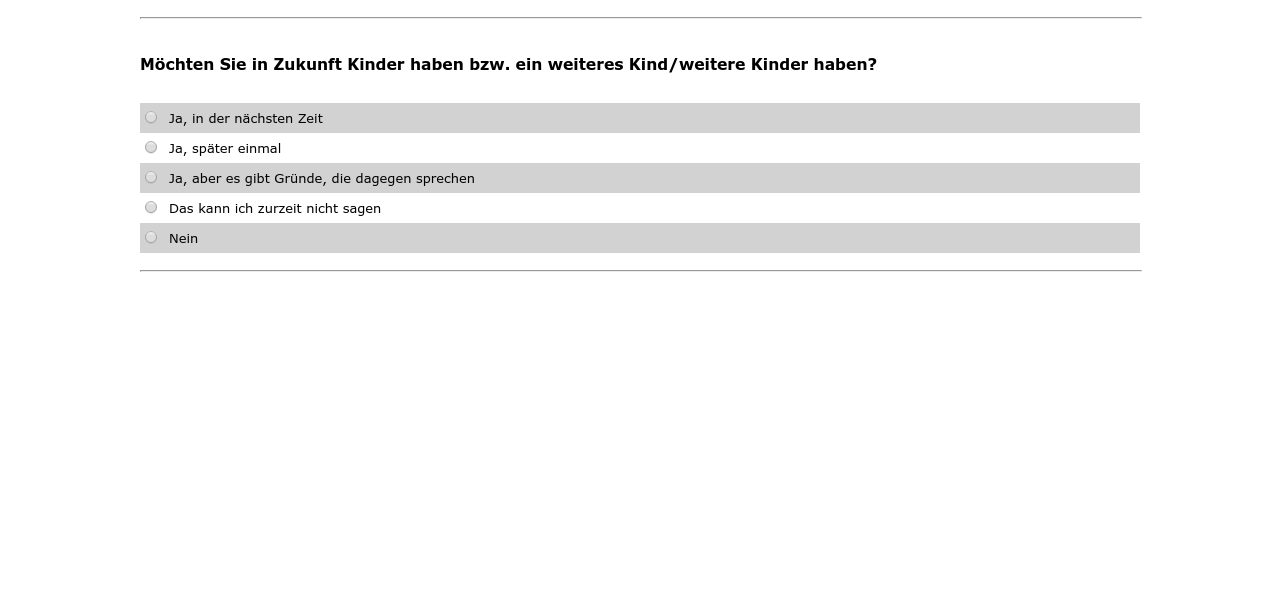 Möchten Sie in Zukunft Kinder haben bzw. ein weiteres Kind/weitere Kinder haben?
Ja, in der nächsten Zeit
Ja, später einmal
Ja, aber es gibt Gründe, die dagegen sprechen
Das kann ich zurzeit nicht sagen
Nein